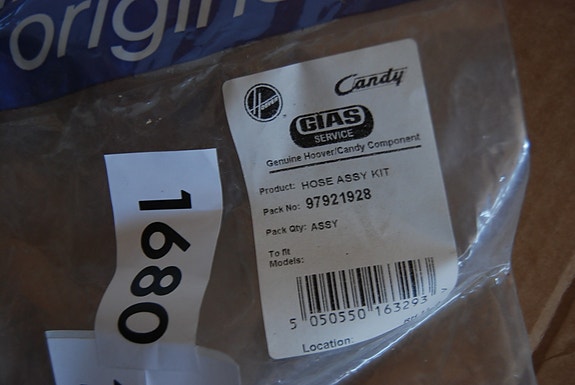 origin
Hoover
Candy
GIAS
SERVICE
Genuine Hoover/Candy Component
Product: HOSE ASSY KIT
Pack No: 97921928
Pack Qty: ASSY
To fit
Models:
5 050550 163293 >
Location:
1680